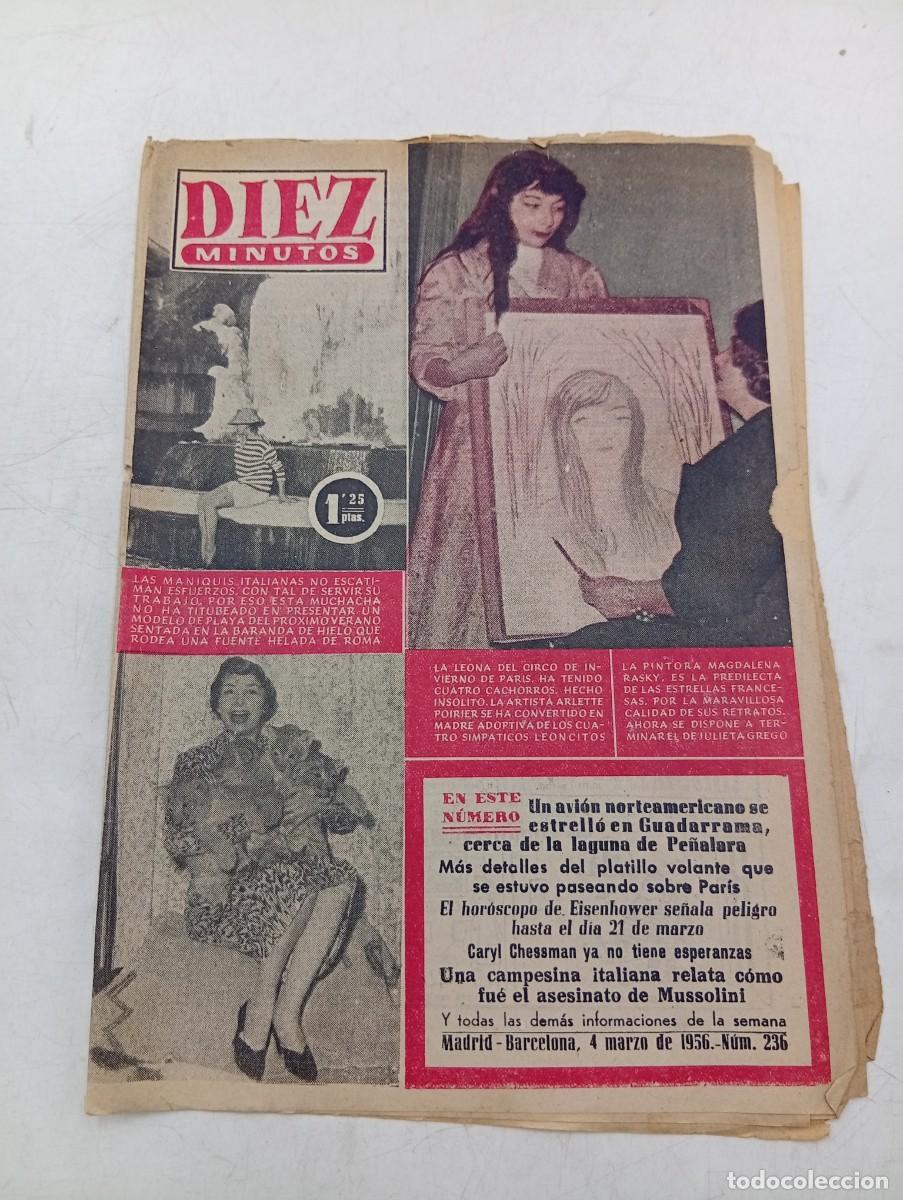 DIEZ
MINUTOS
1'25
ptas.
LAS MANIQUIS ITALIANAS NO ESCATI-
MAN ESFUERZOS, CON TAL DE SERVIR SU
TRABAJO. POR ESO ESTA MUCHACHA
NO HA TITUBEADO EN PRESENTAR UN
MODELO DE PLAYA DEL PROXIMO VERANO
SENTADA EN LA BARANDA DE HIELO QUE
RODEA UNA FUENTE HELADA DE ROMA
LA LEONA DEL CIRCO DE IN-
VIERNO DE PARIS, HA TENIDO
CUATRO CACHORROS. HECHO
INSOLITO. LA ARTISTA ARLETTE
POIRIER SE HA CONVERTIDO EN
MADRE ADOPTIVA DE LOS CUA-
TRO SIMPATICOS LEONCITOS
LA PINTORA MAGDALENA
RASKY, ES LA PREDILECTA
DE LAS ESTRELLAS FRANCE-
SAS, POR LA MARAVILLOSA
CALIDAD DE SUS RETRATOS.
AHORA SE DISPONE A TER-
MINAR EL DE JULIETA GRECO
EN ESTE
NÚMERO
Un avión norteamericano se
estrelló en Guadarrama,
cerca de la laguna de Peñalara
Más detalles del platillo volante que
se estuvo paseando sobre París
El horóscopo de Eisenhower señala peligro
hasta el día 21 de marzo
Caryl Chessman ya no tiene esperanzas
Una campesina italiana relata cómo
fué el asesinato de Mussolini
Y todas las demás informaciones de la semana
Madrid - Barcelona, 4 marzo de 1956.-Núm. 236
todocoleccion